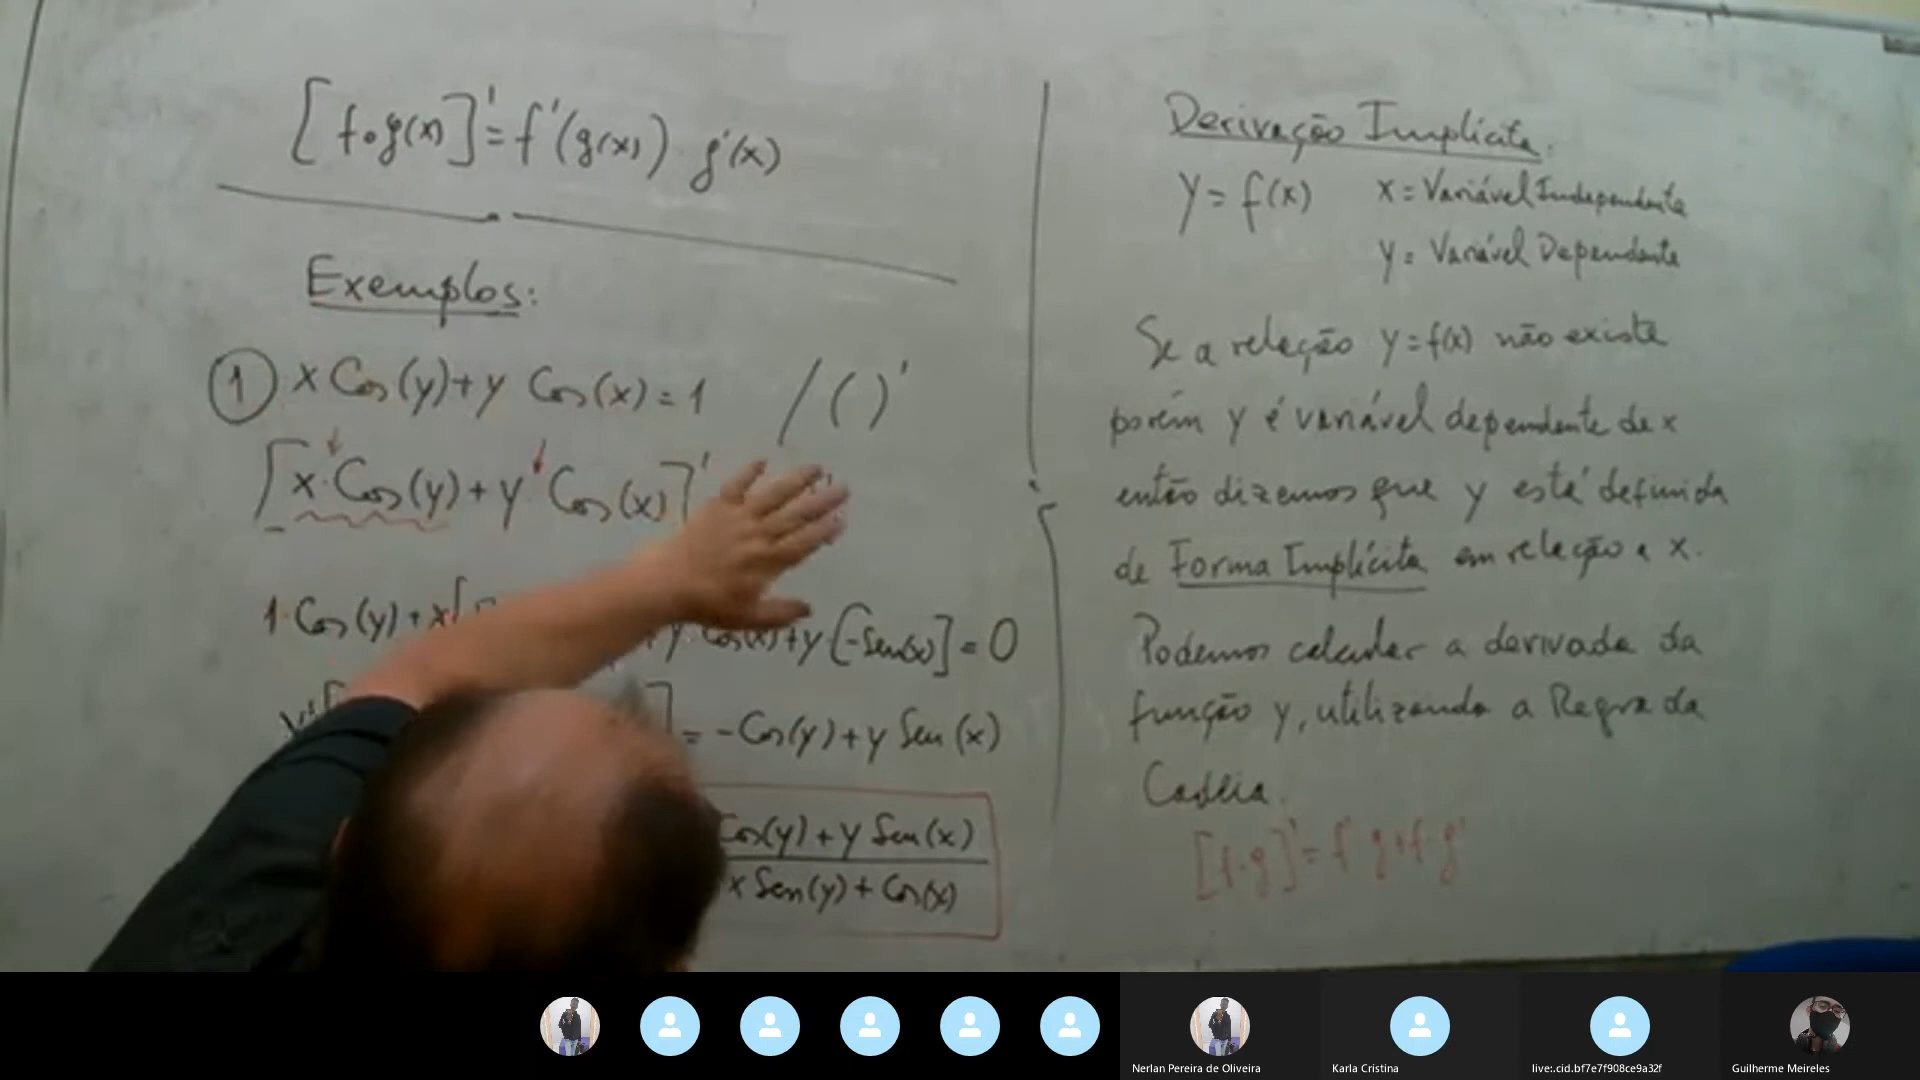 [f∘g(x)]' = f'(g(x)) g'(x)
Exemplos:
① x Cos(y) + y Cos(x) = 1 / ( )'
[x·Cos(y) + y·Cos(x)]'
1·Cos(y) + x[ Cos(x) + y·[-Sen(x)] = 0
] = -Cos(y) + y Sen(x)
Cos(y) + y Sen(x)
x Sen(y) + Cos(x)
Derivação Implícita.
y = f(x) x = Variável Independente
y = Variável Dependente
Se a relação y = f(x) não existe
porém y é variável dependente de x
então dizemos que y está definida
de Forma Implícita em relação a x.
Podemos calcular a derivada da
função y, utilizando a Regra da
Cadeia.
[f·g]' = f' g + f·g'
Nerlan Pereira de Oliveira
Karla Cristina
live:.cid.bf7e7f908ce9a32f
Guilherme Meireles